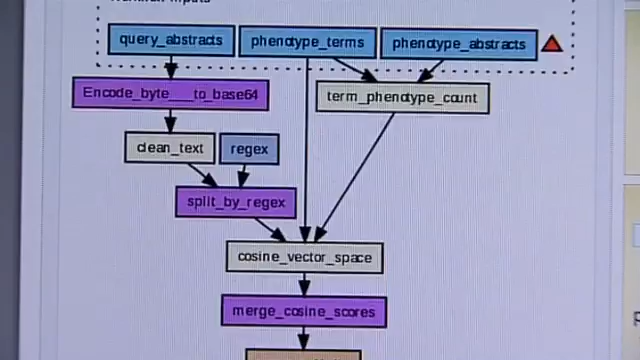 query_abstracts
phenotype_terms
phenotype_abstracts
Encode_byte___to_base64
term_phenotype_count
clean_text
regex
split_by_regex
cosine_vector_space
merge_cosine_scores